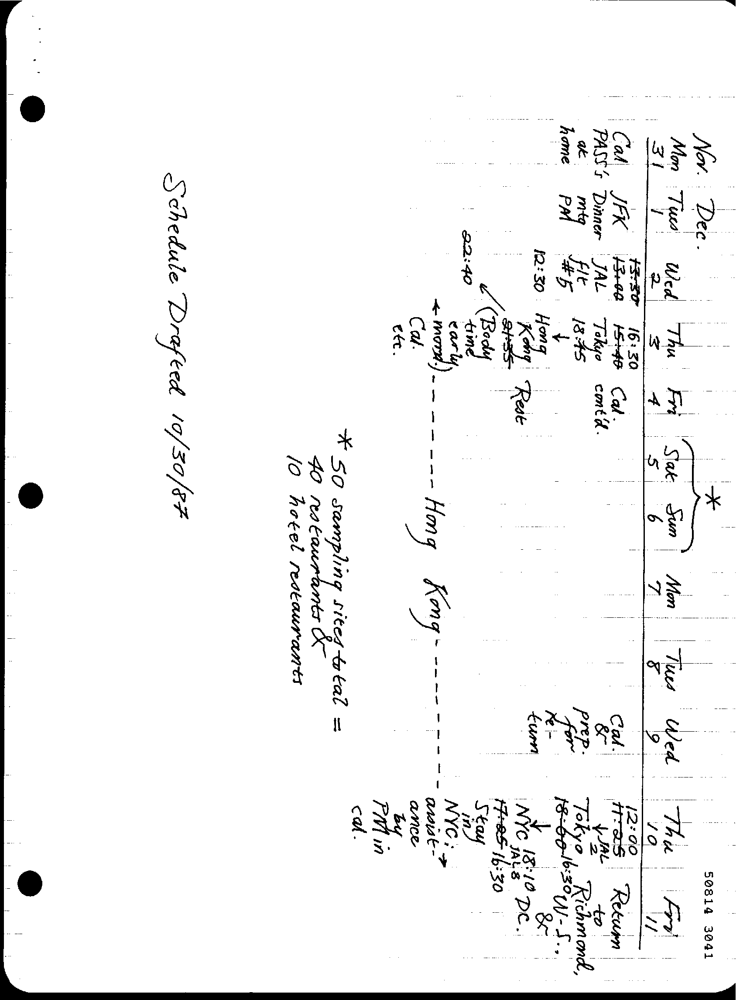 50814 3041
Nov. Dec. *
Mon Tues Wed Thu Fri Sat Sun Mon Tues Wed Thu Fri
31 1 2 3 4 5 6 7 8 9 10 11
Cal
PASS's
at
home
JFK
Dinner
mtg
PM
13:30
13:00
JAL
flt
#5
12:30
16:30
15:40
Tokyo
18:45
↓
Hong
Kong
21:35
22:40
(Body
time
early
morn.)
Cal.
etc.
Cal.
cont'd.
Rest
Hong Kong
Cal.
&
prep.
for
re-
turn
12:00
11:25
↓ JAL 2
Tokyo
18:00 16:30
↓
NYC 18:10
JAL 8
17:25 16:30
Stay
in
NYC: →
assist-
ance
by
PM in
cal.
Return
to
Richmond,
W-S.,
&
DC.
* 50 sampling sites total =
40 restaurants &
10 hotel restaurants
Schedule Drafted 10/30/87